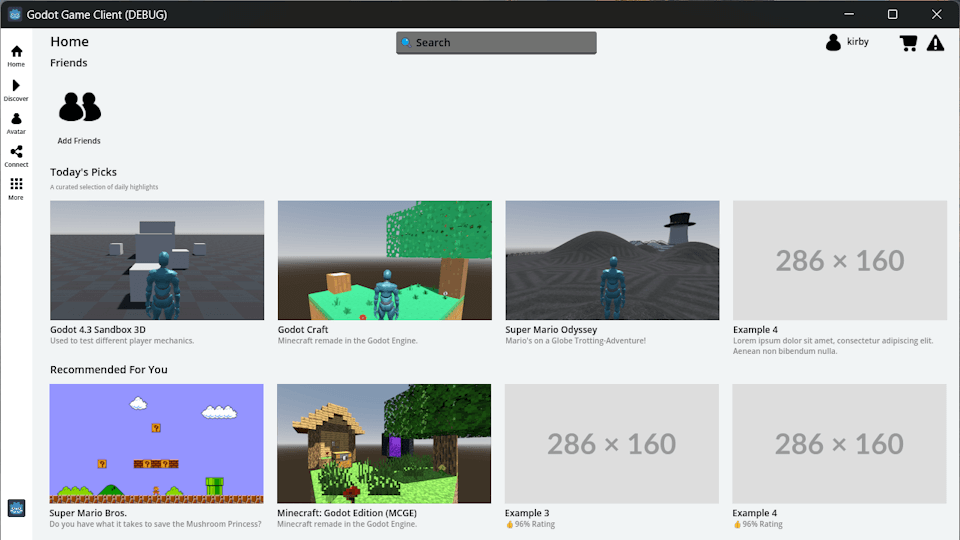 Godot Game Client (DEBUG)
Home
Search
kirby
Home
Discover
Avatar
Connect
More
Friends
Add Friends
Today's Picks
A curated selection of daily highlights
286 × 160
Godot 4.3 Sandbox 3D
Used to test different player mechanics.
Godot Craft
Minecraft remade in the Godot Engine.
Super Mario Odyssey
Mario's on a Globe Trotting-Adventure!
Example 4
Lorem ipsum dolor sit amet, consectetur adipiscing elit.
Aenean non bibendum nulla.
Recommended For You
? 
? ? ?
286 × 160
286 × 160
Super Mario Bros.
Do you have what it takes to save the Mushroom Princess?
Minecraft: Godot Edition (MCGE)
Minecraft remade in the Godot Engine.
Example 3
👍96% Rating
Example 4
👍96% Rating